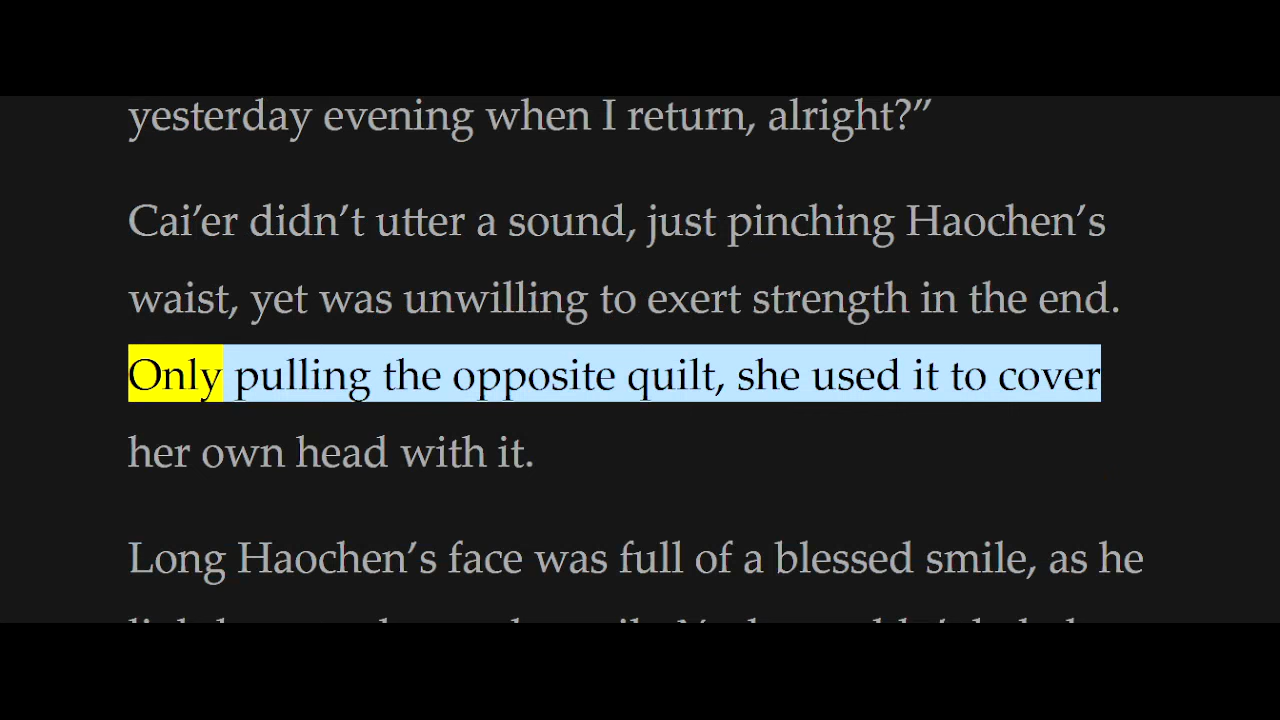 yesterday evening when I return, alright?”
Cai’er didn’t utter a sound, just pinching Haochen’s
waist, yet was unwilling to exert strength in the end.
Only pulling the opposite quilt, she used it to cover
her own head with it.
Long Haochen’s face was full of a blessed smile, as he